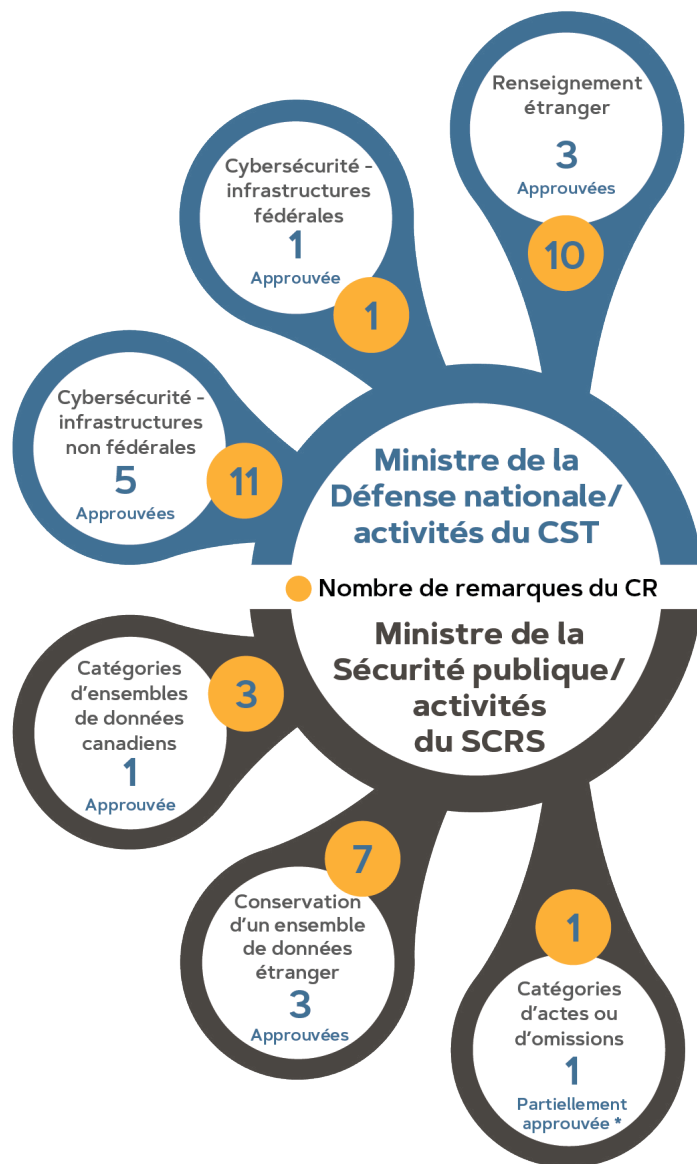 Renseignement
étranger
3
Approuvées
10
Cybersécurité -
infrastructures
fédérales
1
Approuvée
1
Cybersécurité -
infrastructures
non fédérales
5
Approuvées
11
Ministre de la
Défense nationale/
activités du CST
Nombre de remarques du CR
Ministre de la
Sécurité publique/
activités
du SCRS
Catégories
d'ensembles
de données
canadiens
1
Approuvée
3
7
Conservation
d'un ensemble
de données
étranger
3
Approuvées
1
Catégories
d'actes ou
d'omissions
1
Partiellement
approuvée *